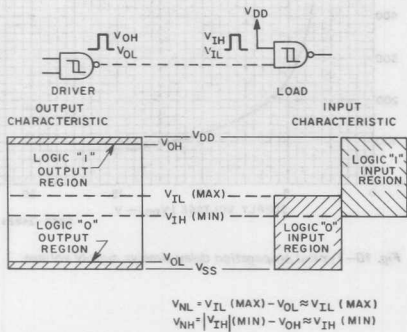 VDD
VOH
VOL
VIH
VIL
DRIVER
LOAD
OUTPUT
CHARACTERISTIC
INPUT
CHARACTERISTIC
VDD
VOH
LOGIC "1"
OUTPUT
REGION
LOGIC "1"
INPUT
REGION
VIL (MAX)
VIH (MIN)
LOGIC "0"
OUTPUT
REGION
LOGIC "0"
INPUT
REGION
VOL
VSS
VNL = VIL (MAX) - VOL ≈ VIL (MAX)
VNH = |VIH| (MIN) - VOH ≈ VIH (MIN)